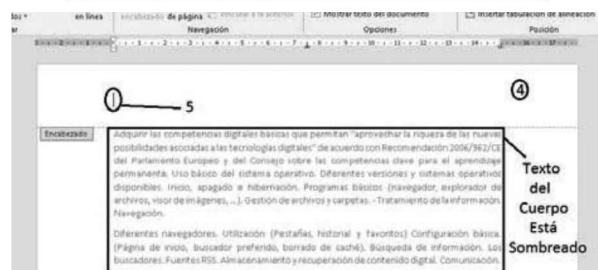 dos
en línea
encabezado de página
Vincular a la anterior
Mostrar texto del documento
Insertar tabulación de alineación
ar
Navegación
Opciones
Posición
4
5
Encabezado
Adquirir las competencias digitales básicas que permitan "aprovechar la riqueza de las nuevas
posibilidades asociadas a las tecnologías digitales" de acuerdo con Recomendación 2006/962/CE
del Parlamento Europeo y del Consejo sobre las competencias clave para el aprendizaje
permanente. Uso básico del sistema operativo. Diferentes versiones y sistemas operativos
disponibles. Inicio, apagado e hibernación. Programas básicos (navegador, explorador de
archivos, visor de imágenes, ...). Gestión de archivos y carpetas. - Tratamiento de la información.
Navegación.
Diferentes navegadores. Utilización (Pestañas, historial y favoritos) Configuración básica.
(Página de inicio, buscador preferido, borrado de caché). Búsqueda de información. Los
buscadores. Fuentes RSS. Almacenamiento y recuperación de contenido digital. Comunicación.
Texto
del
Cuerpo
Está
Sombreado